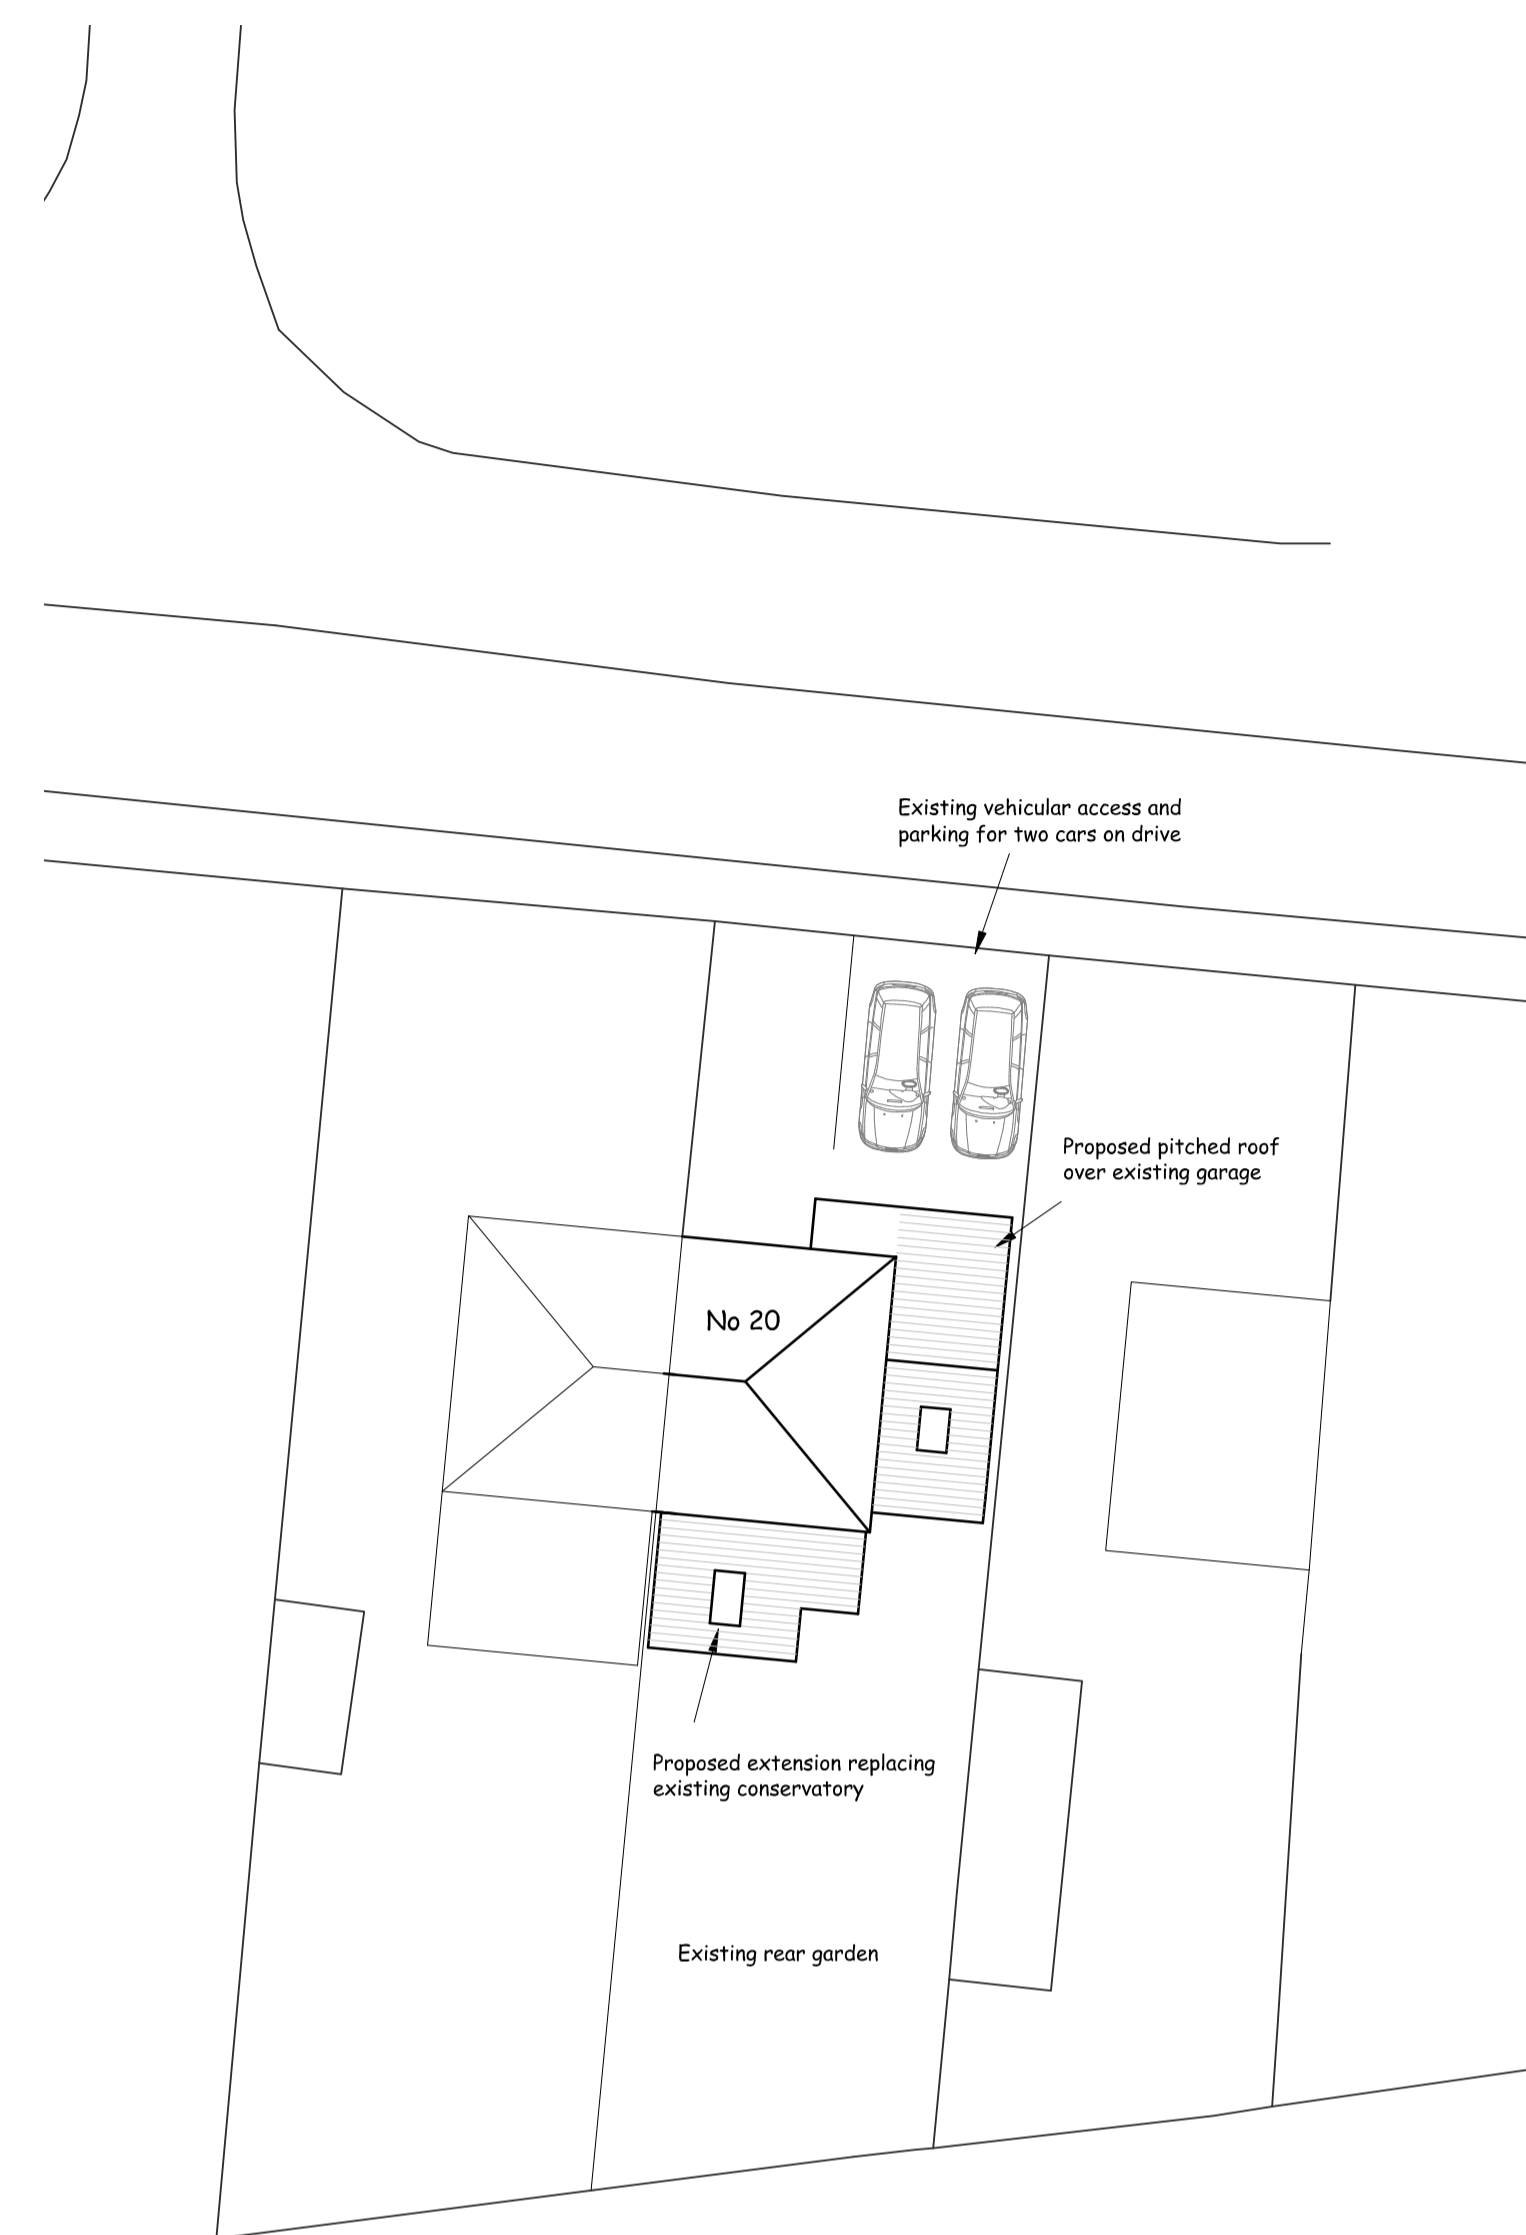 Existing vehicular access and
parking for two cars on drive
Proposed pitched roof
over existing garage
No 20
Proposed extension replacing
existing conservatory
Existing rear garden